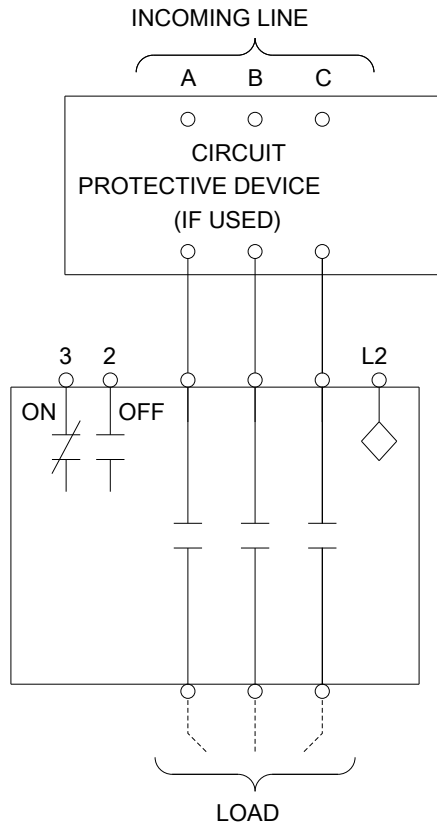 INCOMING LINE
A B C
CIRCUIT
PROTECTIVE DEVICE
(IF USED)
3 2 L2
ON OFF
LOAD